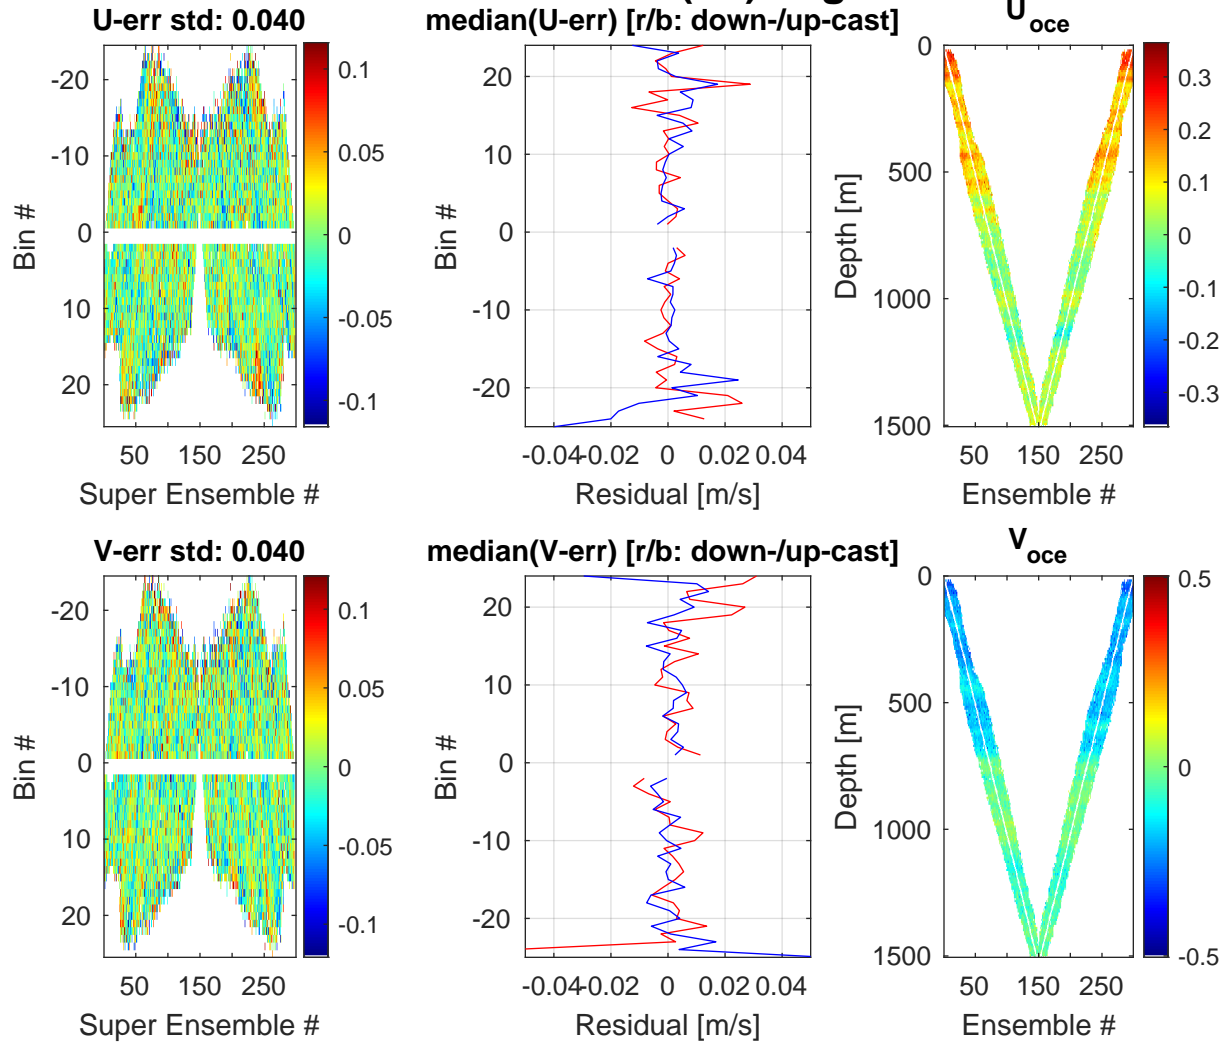 U-err std: 0.040
-20
-10
0
10
20
50 150 250
Super Ensemble #
Bin #
0.1
0.05
0
-0.05
-0.1
median(U-err) [r/b: down-/up-cast]
20
10
0
-10
-20
-0.04 -0.02 0 0.02 0.04
Residual [m/s]
Bin #
U_oce
0
500
1000
1500
50 150 250
Ensemble #
Depth [m]
0.3
0.2
0.1
0
-0.1
-0.2
-0.3
V-err std: 0.040
-20
-10
0
10
20
50 150 250
Super Ensemble #
Bin #
0.1
0.05
0
-0.05
-0.1
median(V-err) [r/b: down-/up-cast]
20
10
0
-10
-20
-0.04 -0.02 0 0.02 0.04
Residual [m/s]
Bin #
V_oce
0
500
1000
1500
50 150 250
Ensemble #
Depth [m]
0.5
0
-0.5